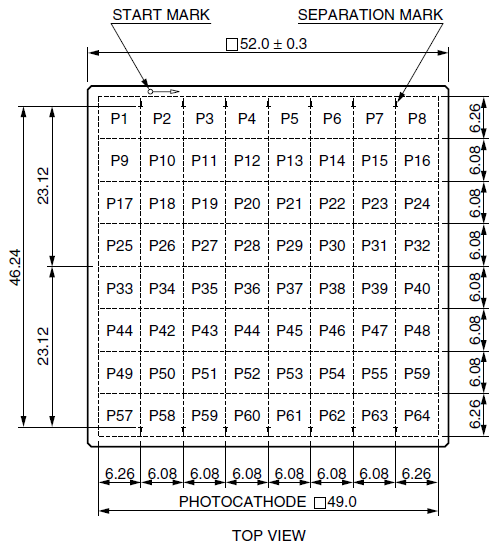 START MARK SEPARATION MARK
□52.0 ± 0.3
P1 P2 P3 P4 P5 P6 P7 P8
P9 P10 P11 P12 P13 P14 P15 P16
P17 P18 P19 P20 P21 P22 P23 P24
P25 P26 P27 P28 P29 P30 P31 P32
P33 P34 P35 P36 P37 P38 P39 P40
P44 P42 P43 P44 P45 P46 P47 P48
P49 P50 P51 P52 P53 P54 P55 P59
P57 P58 P59 P60 P61 P62 P63 P64
46.24
23.12
23.12
6.26
6.08
6.08
6.08
6.08
6.08
6.08
6.26
6.26 6.08 6.08 6.08 6.08 6.08 6.08 6.26
PHOTOCATHODE □49.0
TOP VIEW